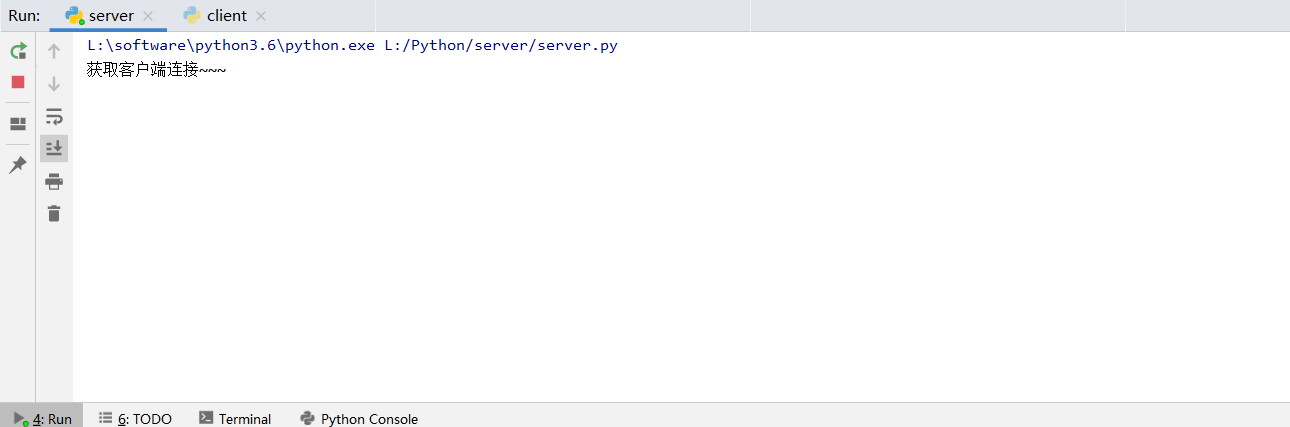 Run: server client
L:\software\python3.6\python.exe L:/Python/server/server.py
获取客户端连接~~~
4: Run 6: TODO Terminal Python Console